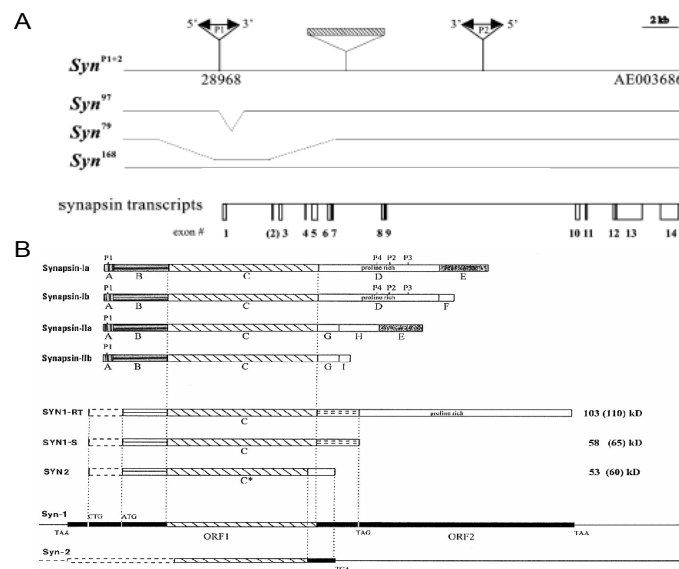 A
5’ P1 3’ 3’ P2 5’ 2 kb
Syn P1+2
28968 AE003686
Syn 97
Syn 79
Syn 168
synapsin transcripts
exon # 1 (2) 3 4 5 6 7 8 9 10 11 12 13 14
B
P1 P4 P2 P3
Synapsin-Ia proline rich
A B C D E
P1 P4 P2 P3
Synapsin-Ib proline rich
A B C D F
P1
Synapsin-IIa
A B C G H E
P1
Synapsin-IIb
A B C G I
SYN1-RT proline rich 103 (110) kD
C
SYN1-S 58 (65) kD
C
SYN2 53 (60) kD
C*
Syn-1 CTG ATG
TAA ORF1 TAG ORF2 TAA
Syn-2